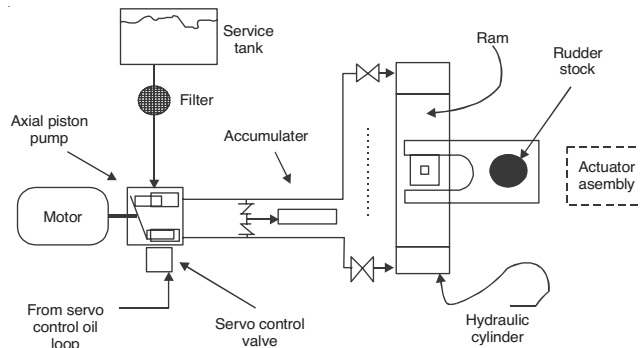 Service
tank
Filter
Axial piston
pump
Accumulater
Ram
Rudder
stock
Actuator
asembly
Motor
From servo
control oil
loop
Servo control
valve
Hydraulic
cylinder